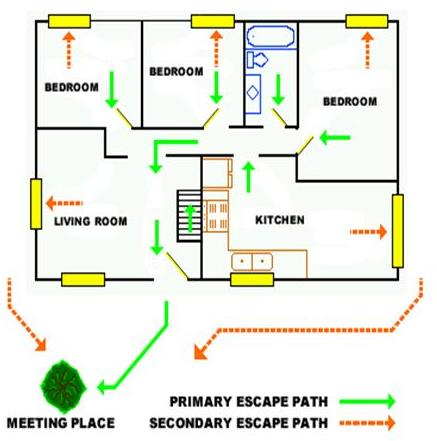 BEDROOM
BEDROOM
BEDROOM
LIVING ROOM
KITCHEN
PRIMARY ESCAPE PATH
MEETING PLACE
SECONDARY ESCAPE PATH